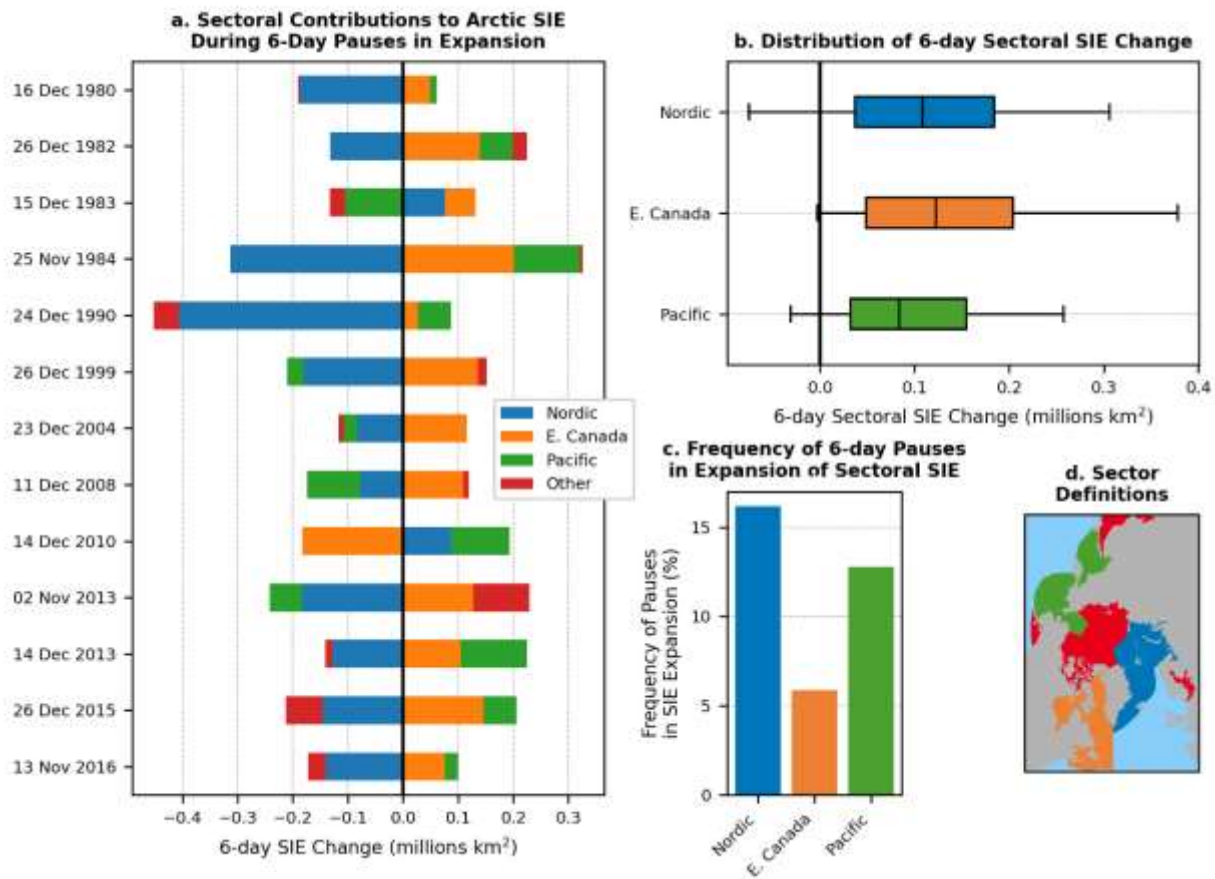 a. Sectoral Contributions to Arctic SIE
During 6-Day Pauses in Expansion
16 Dec 1980
26 Dec 1982
15 Dec 1983
25 Nov 1984
24 Dec 1990
26 Dec 1999
23 Dec 2004
11 Dec 2008
14 Dec 2010
02 Nov 2013
14 Dec 2013
26 Dec 2015
13 Nov 2016
−0.4 −0.3 −0.2 −0.1 0.0 0.1 0.2 0.3
6-day SIE Change (millions km²)
Nordic
E. Canada
Pacific
Other
b. Distribution of 6-day Sectoral SIE Change
Nordic
E. Canada
Pacific
0.0 0.1 0.2 0.3 0.4
6-day Sectoral SIE Change (millions km²)
c. Frequency of 6-day Pauses
in Expansion of Sectoral SIE
Frequency of Pauses
in SIE Expansion (%)
15
10
5
0
Nordic
E. Canada
Pacific
d. Sector
Definitions